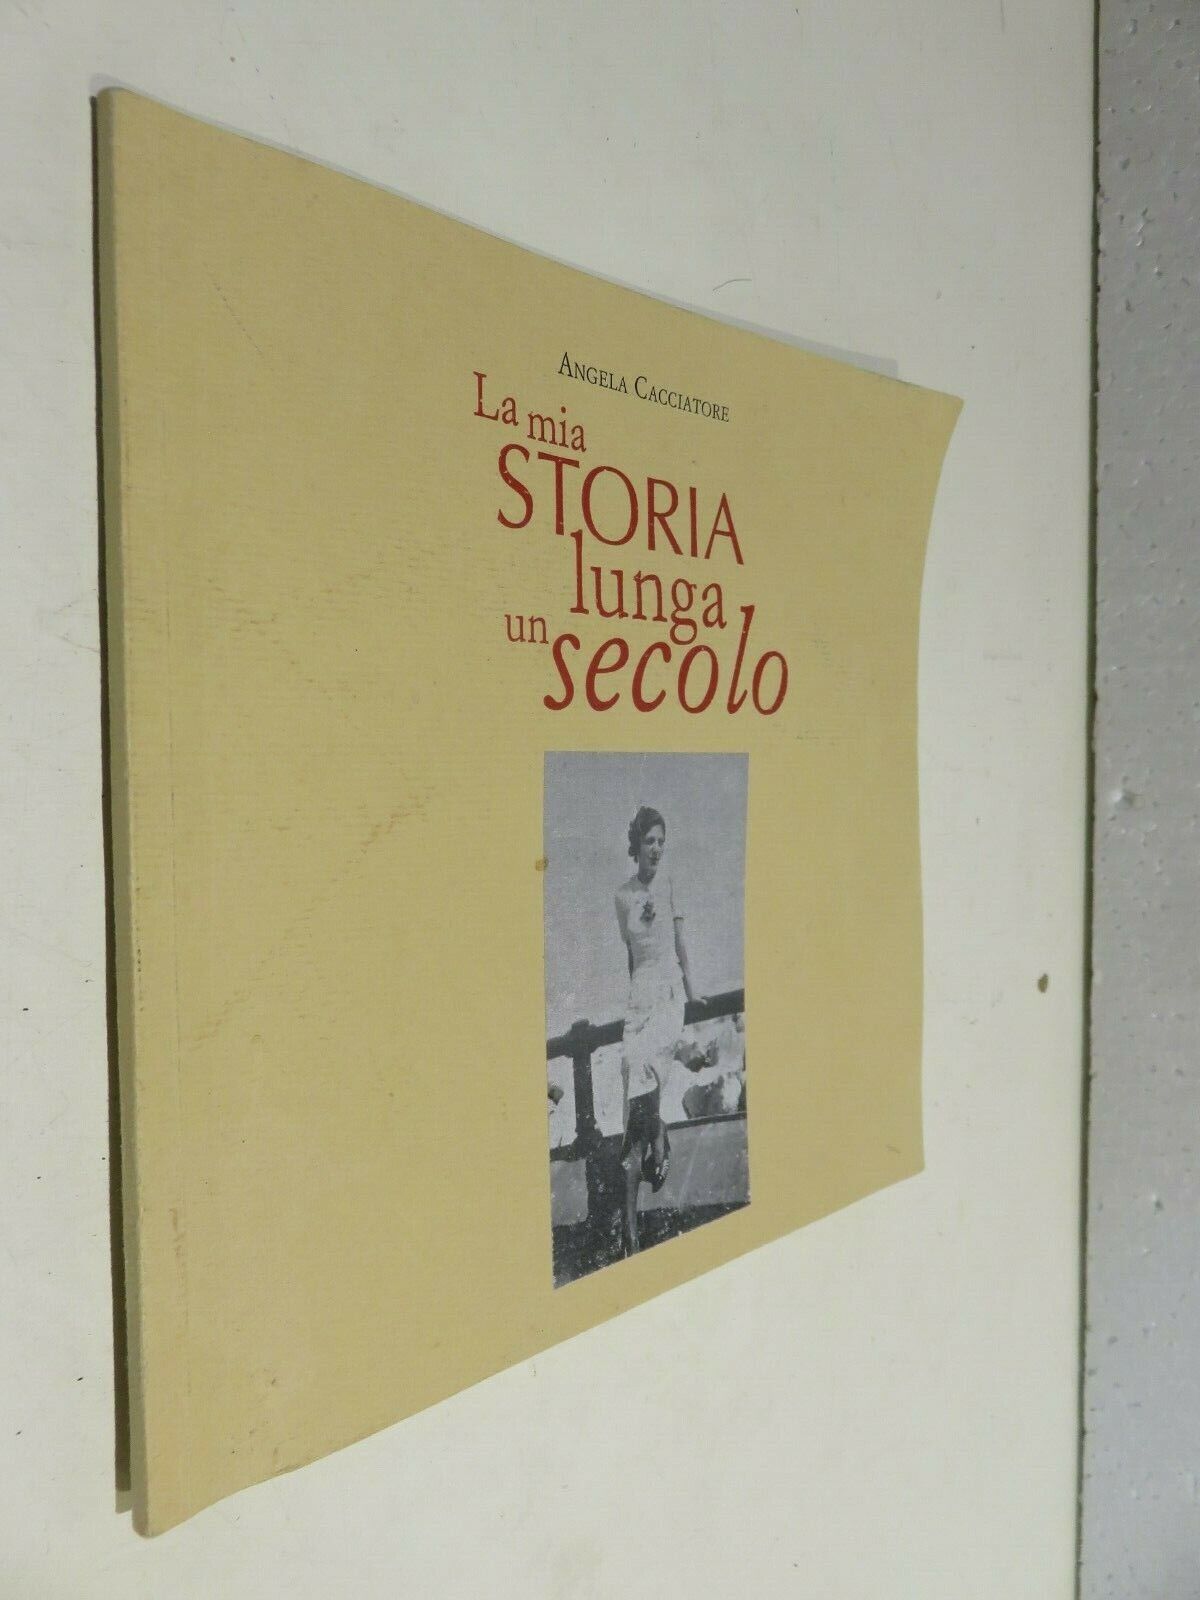 ANGELA CACCIATORE
La mia
STORIA
lunga
un secolo